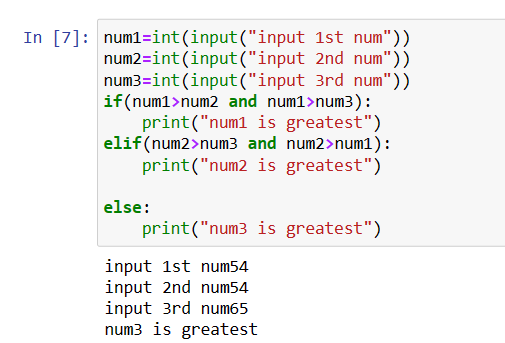 In [7]: num1=int(input("input 1st num"))
num2=int(input("input 2nd num"))
num3=int(input("input 3rd num"))
if(num1>num2 and num1>num3):
    print("num1 is greatest")
elif(num2>num3 and num2>num1):
    print("num2 is greatest")
else:
    print("num3 is greatest")
input 1st num54
input 2nd num54
input 3rd num65
num3 is greatest